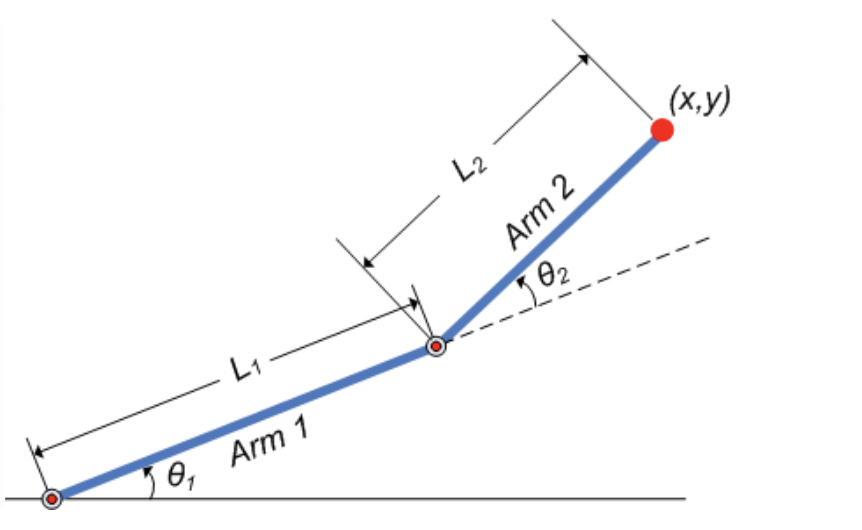 (x,y)
L₂
Arm 2
θ₂
L₁
Arm 1
θ₁